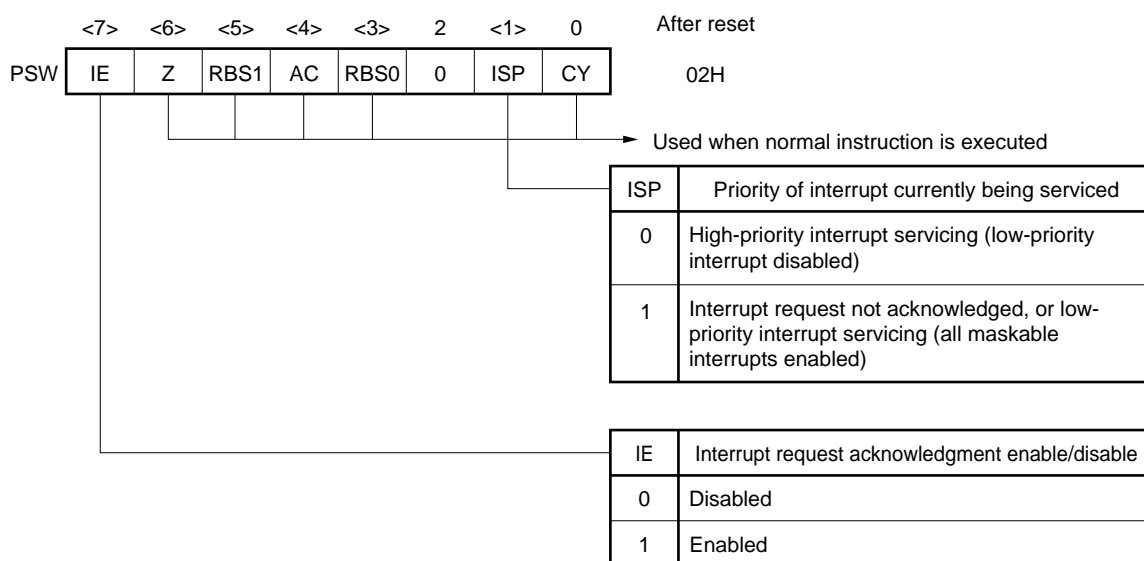 <7> <6> <5> <4> <3> 2 <1> 0 After reset
PSW IE Z RBS1 AC RBS0 0 ISP CY 02H
Used when normal instruction is executed
ISP Priority of interrupt currently being serviced
0 High-priority interrupt servicing (low-priority
interrupt disabled)
1 Interrupt request not acknowledged, or low-
priority interrupt servicing (all maskable
interrupts enabled)
IE Interrupt request acknowledgment enable/disable
0 Disabled
1 Enabled